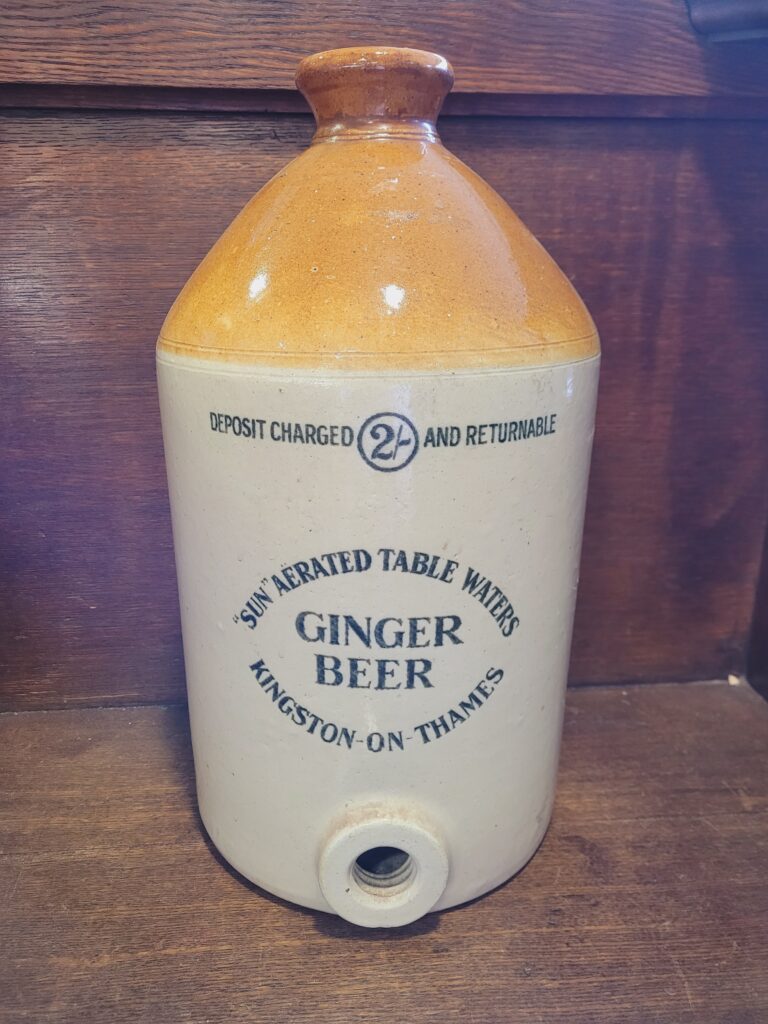 DEPOSIT CHARGED 2/- AND RETURNABLE
"SUN" AERATED TABLE WATERS
GINGER
BEER
KINGSTON-ON-THAMES